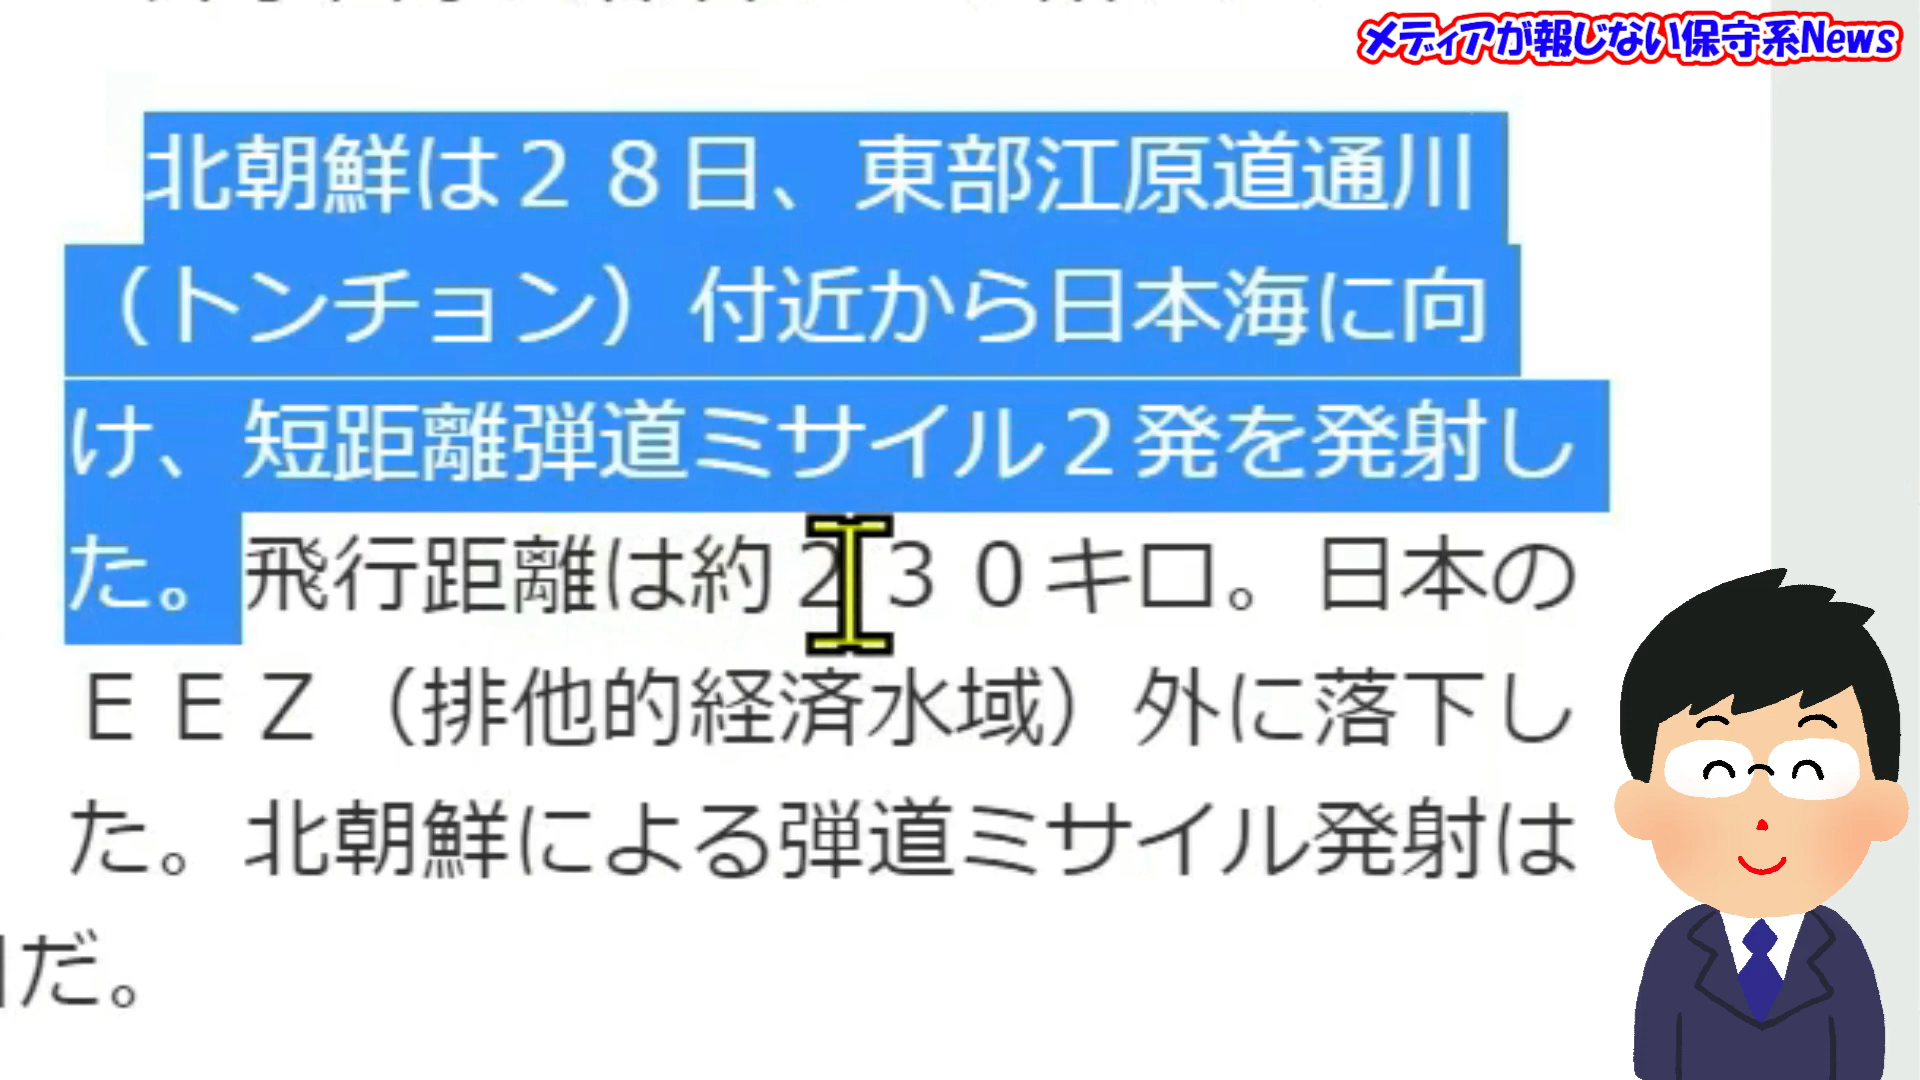 メディアが報じない保守系News
北朝鮮は２８日、東部江原道通川
（トンチョン）付近から日本海に向
け、短距離弾道ミサイル２発を発射し
た。飛行距離は約２３０キロ。日本の
ＥＥＺ（排他的経済水域）外に落下し
た。北朝鮮による弾道ミサイル発射は
だ。